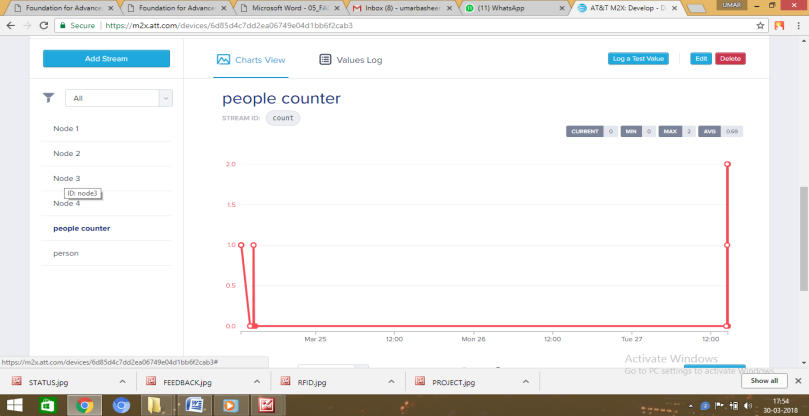 Foundation for Advance
Foundation for Advance
Microsoft Word - 05_FAC
Inbox (8) - umarbashee
(11) WhatsApp
AT&T M2X: Develop - D
UMAR
Secure
https://m2x.att.com/devices/6d85d4c7dd2ea06749e04d1bb6f2cab3
Add Stream
Charts View
Values Log
Log a Test Value
Edit
Delete
All
people counter
STREAM ID: count
CURRENT 0 MIN 0 MAX 2 AVG 0.60
Node 1
Node 2
Node 3
ID: node3
Node 4
people counter
person
2.0
1.5
1.0
0.5
0.0
Mar 25 12:00 Mon 26 12:00 Tue 27 12:00
https://m2x.att.com/devices/6d85d4c7dd2ea06749e04d1bb6f2cab3#
Activate Windows
Go to PC settings to activate Windows.
STATUS.jpg
FEEDBACK.jpg
RFID.jpg
PROJECT.jpg
Show all
17:54
30-03-2018